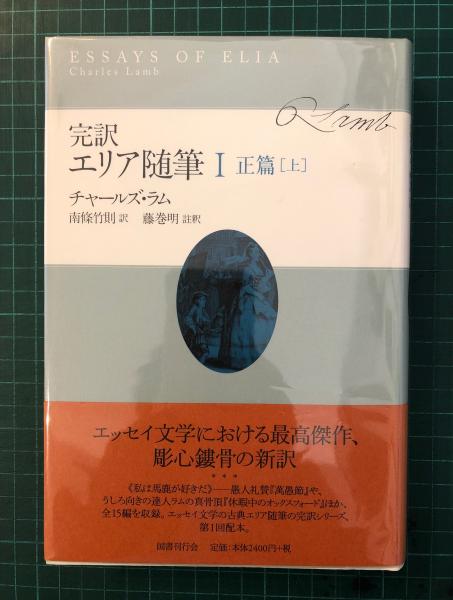 ESSAYS OF ELIA
Charles Lamb
C Lamb
完訳
エリア随筆 I 正篇[上]
チャールズ・ラム
南條竹則 訳 藤巻明 註釈
エッセイ文学における最高傑作、
彫心鏤骨の新訳
***
《私は馬鹿が好きだ》——愚人礼賛『萬愚節』や、
うしろ向きの達人ラムの真骨頂『休暇中のオックスフォード』ほか、
全15編を収録。エッセイ文学の古典エリア随筆の完訳シリーズ、
第1回配本。
国書刊行会 定価:本体2400円+税